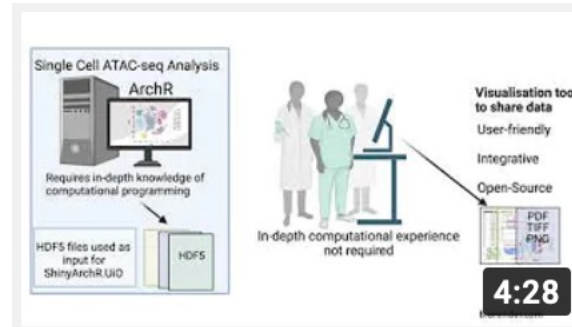 Single Cell ATAC-seq Analysis
ArchR
Requires in-depth knowledge of
computational programming
HDF5 files used as
input for
ShinyArchR.UiO
HDF5
In-depth computational experience
not required
Visualisation too
to share data
User-friendly
Integrative
Open-Source
PDF
TIFF
PNG
4:28